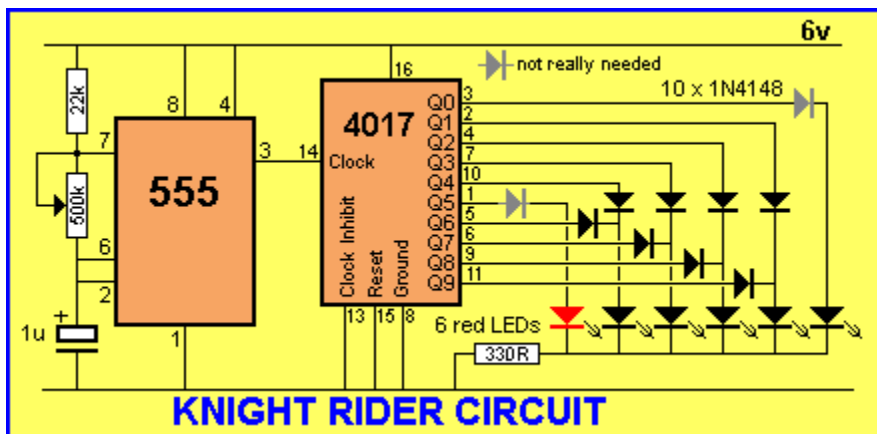 6v
not really needed
16
10 x 1N4148
22k
8
4
4017
Q0
3
Q1
2
Q2
4
Q3
7
Q4
10
Q5
1
Q6
5
Q7
6
Q8
9
Q9
11
7
3
14
Clock
555
500k
6
2
Clock Inhibit
Reset
Ground
13
15
8
+
1u
1
6 red LEDs
330R
KNIGHT RIDER CIRCUIT